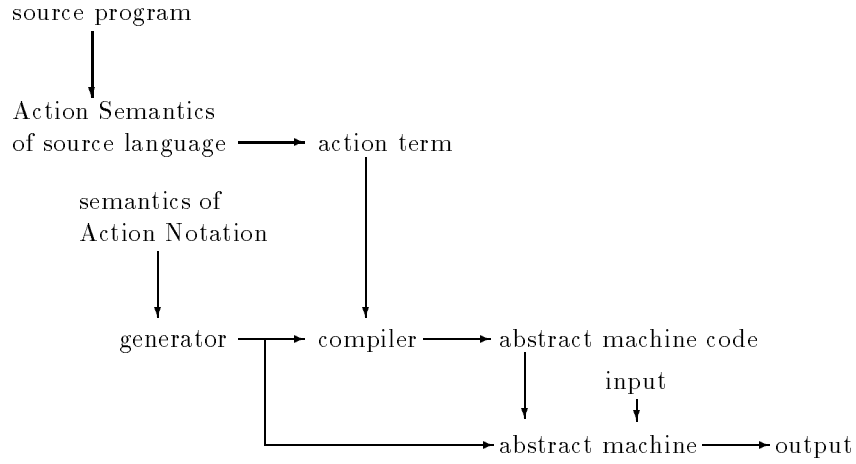 source program
Action Semantics
of source language
action term
semantics of
Action Notation
generator
compiler
abstract machine code
input
abstract machine
output